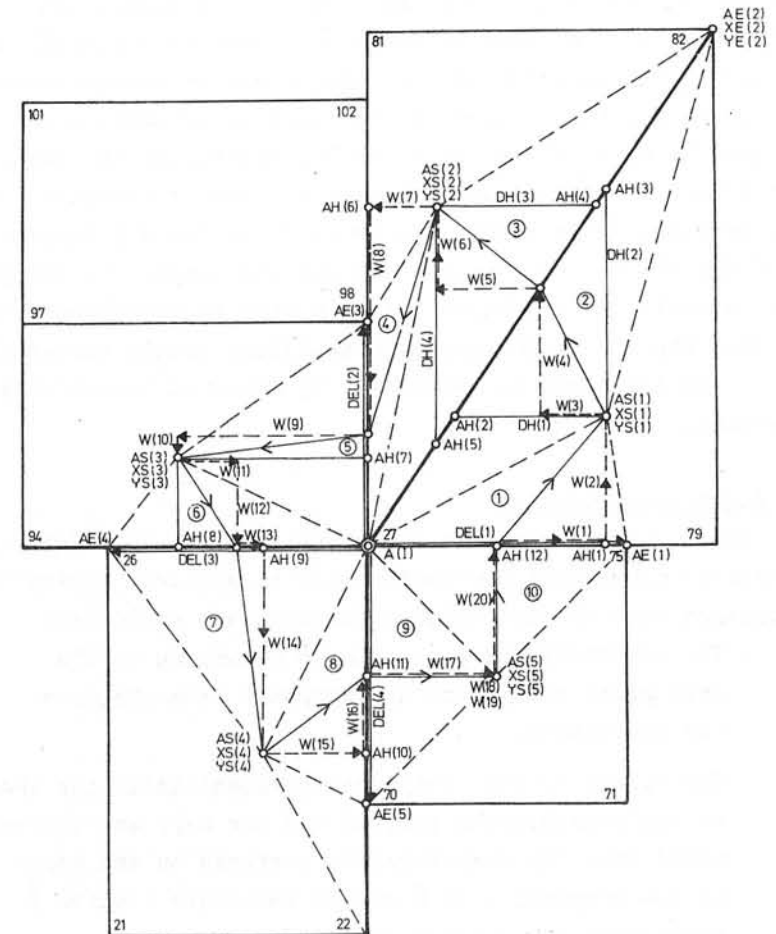 AE(2)
XE(2)
YE(2)
81
82
101
102
AS(2)
XS(2)
YS(2)
AH(6)
W(7)
DH(3)
AH(4)
AH(3)
W(8)
W(6)
③
DH(2)
W(5)
②
97
98
AE(3)
④
DH(4)
W(4)
DEL(2)
W(3)
AS(1)
XS(1)
YS(1)
AH(2)
DH(1)
W(9)
W(10)
⑤
AH(5)
AS(3)
XS(3)
YS(3)
W(11)
AH(7)
①
W(2)
⑥
W(12)
94
AE(4)
AH(8)
W(13)
27
DEL(1)
W(1)
79
26
DEL(3)
AH(9)
A(1)
AH(12)
AH(1)
75
AE(1)
W(20)
⑩
⑦
⑨
W(14)
⑧
AH(11)
W(17)
AS(5)
XS(5)
YS(5)
W(18)
W(19)
W(16)
DEL(4)
AS(4)
XS(4)
YS(4)
W(15)
AH(10)
70
71
AE(5)
21
22